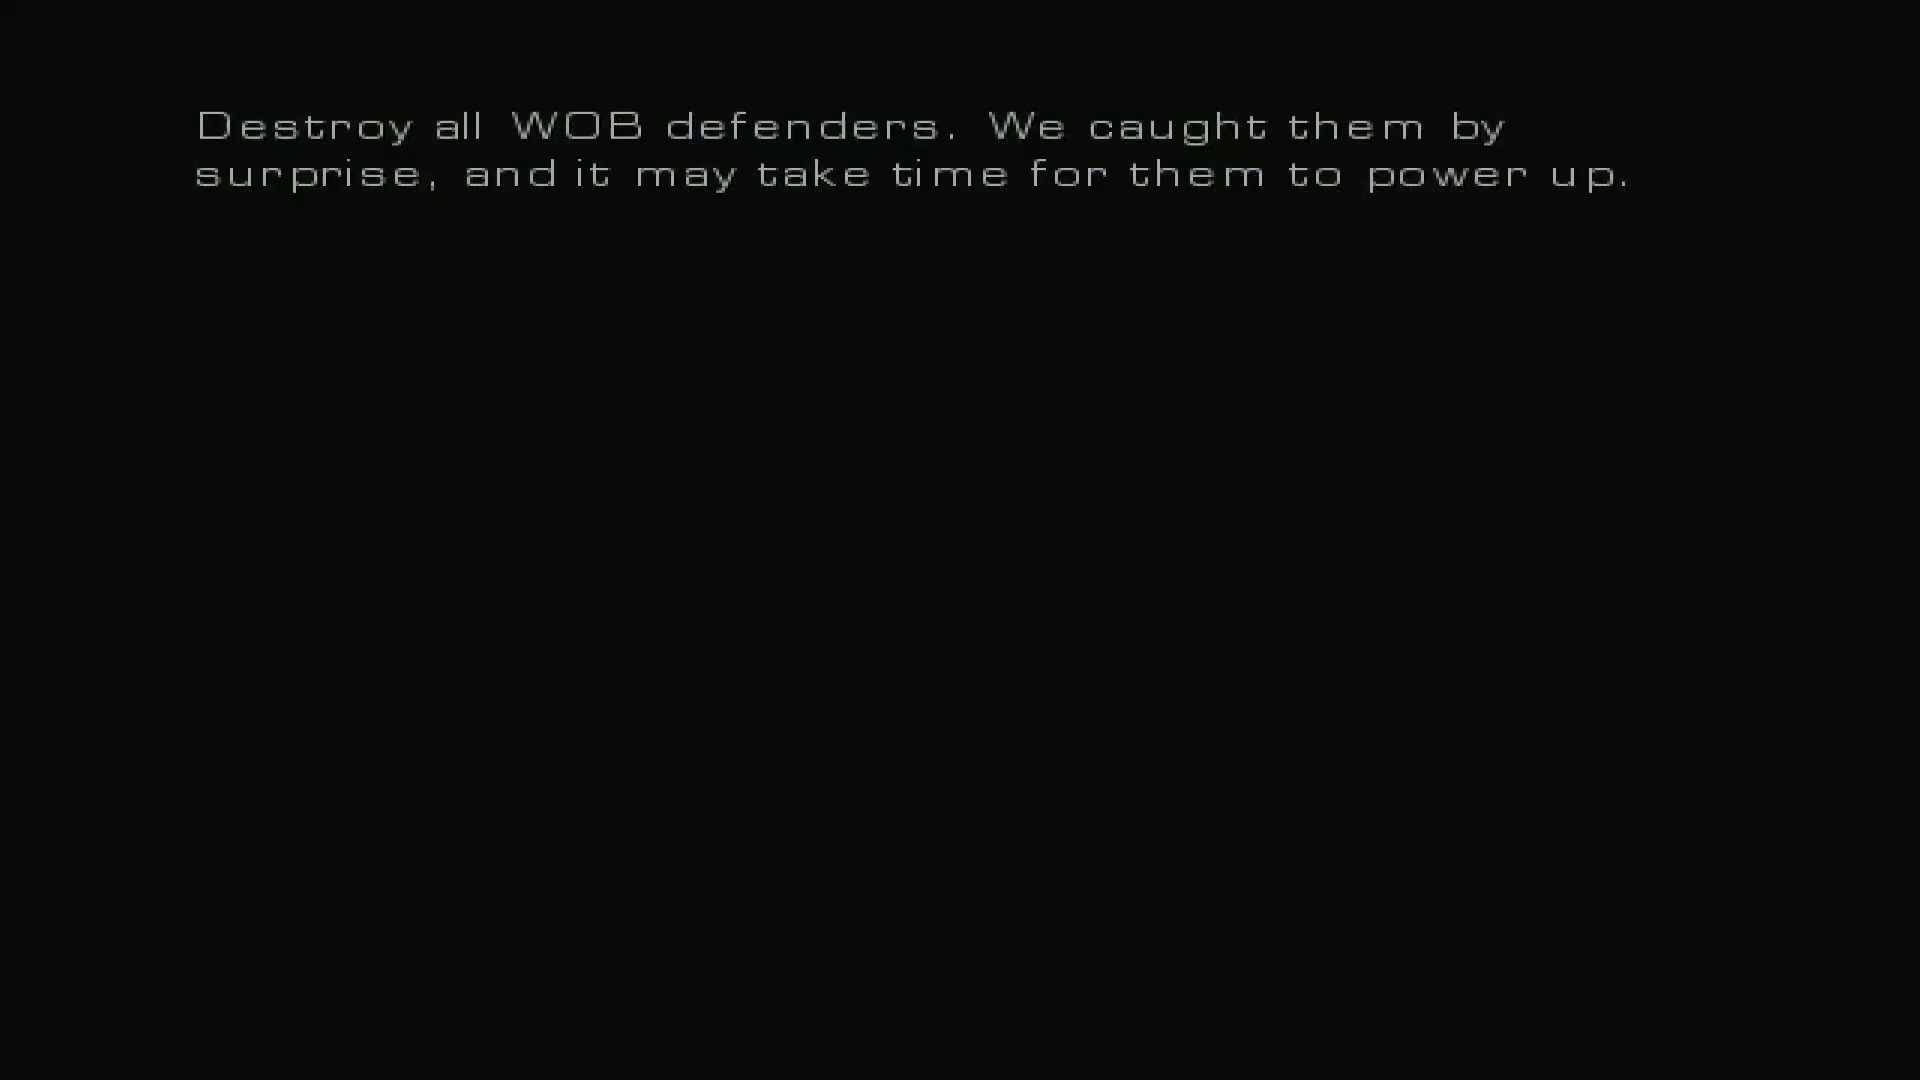 Destroy all WOB defenders. We caught them by
surprise, and it may take time for them to power up.